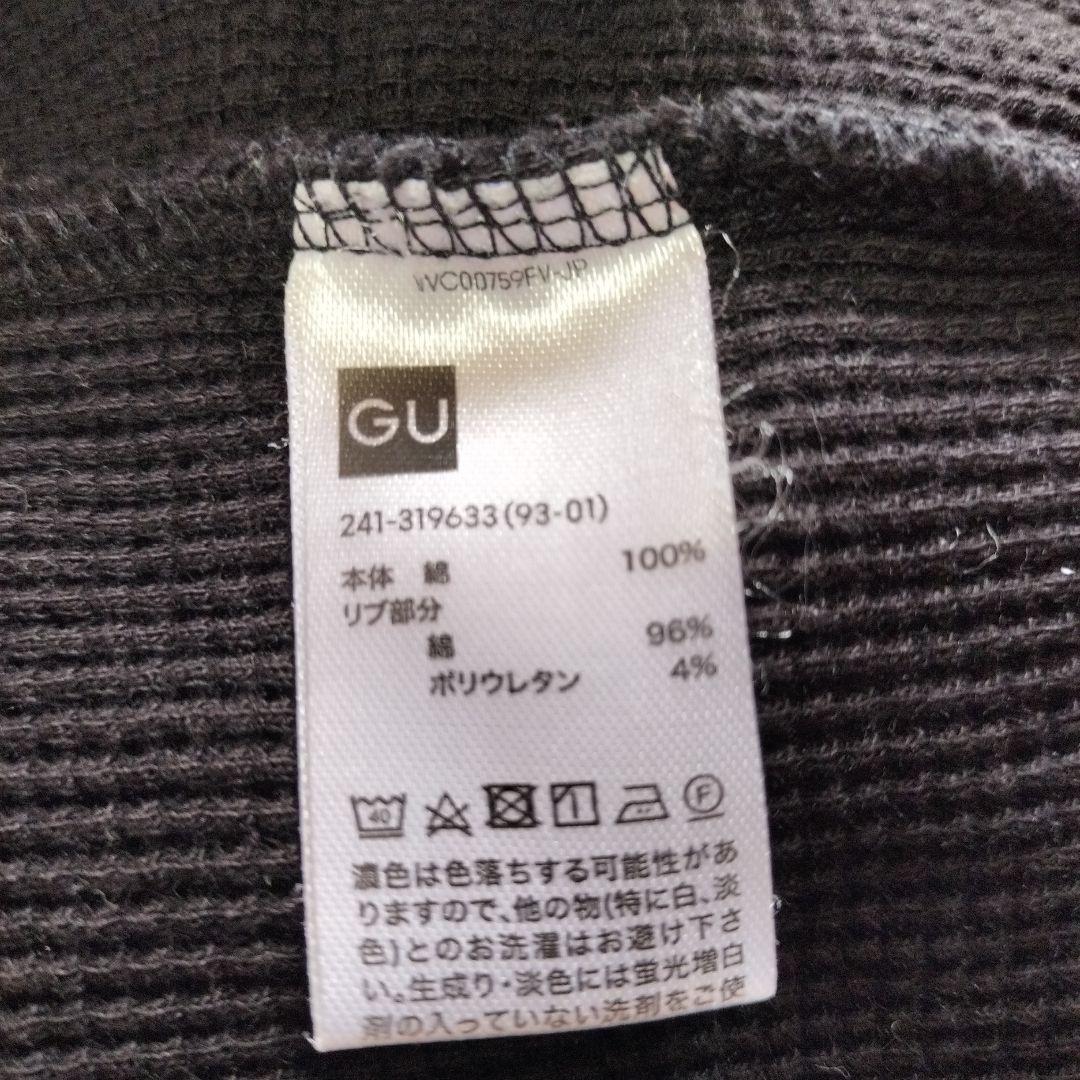 GU
241-319633(93-01)
本体 綿 100%
リブ部分
綿 96%
ポリウレタン 4%
40
F
濃色は色落ちする可能性があ
りますので、他の物(特に白、淡
色)とのお洗濯はお避け下さ
い。生成り・淡色には蛍光増白
剤の入っていない洗剤をご使